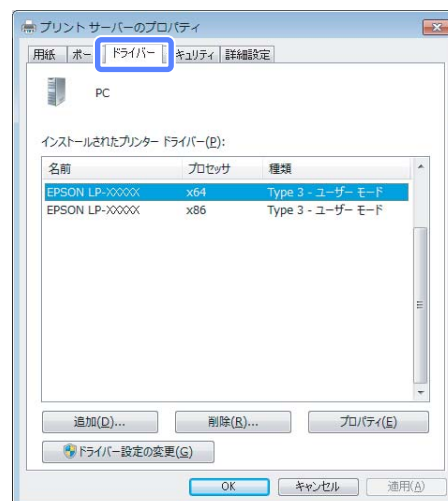 プリント サーバーのプロパティ
用紙 ポー ドライバー キュリティ 詳細設定
PC
インストールされたプリンター ドライバー(P):
名前 プロセッサ 種類
EPSON LP-XXXXX x64 Type 3 - ユーザー モード
EPSON LP-XXXXX x86 Type 3 - ユーザー モード
追加(D)... 削除(R)... プロパティ(E)
ドライバー設定の変更(G)
OK キャンセル 適用(A)